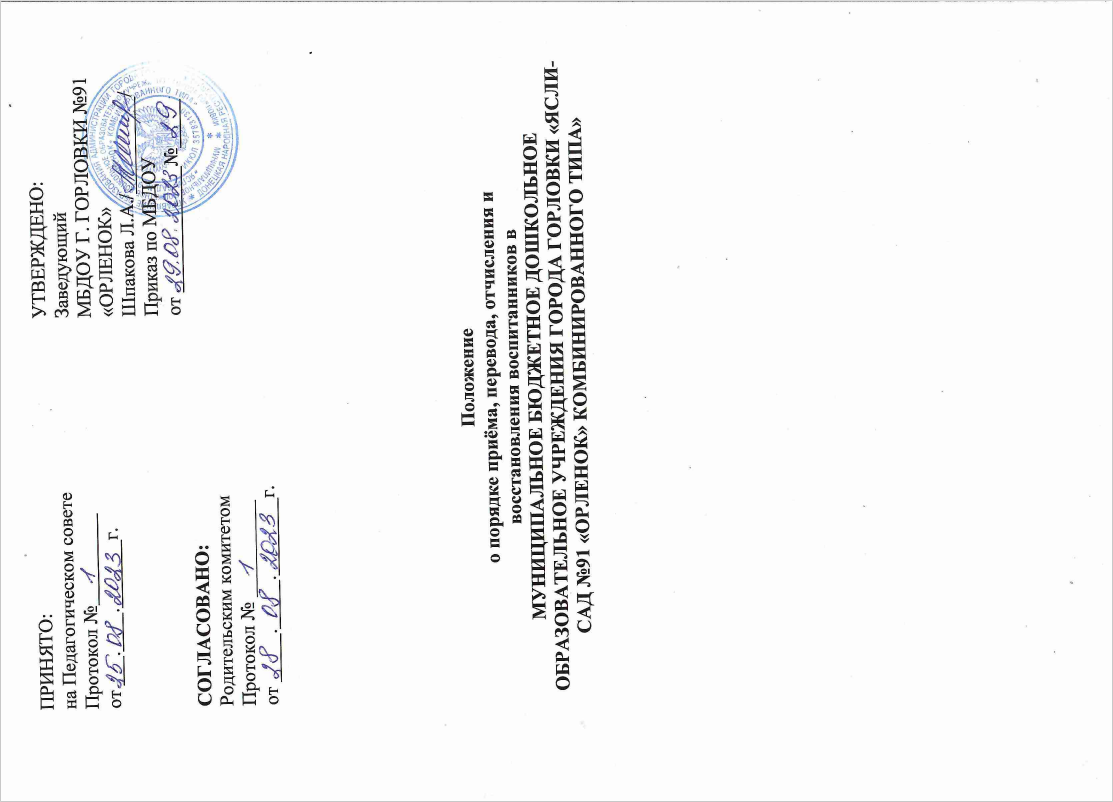 ПРИНЯТО:
на Педагогическом совете
Протокол № 1
от 25.08.2023 г.
СОГЛАСОВАНО:
Родительским комитетом
Протокол № 1
от 28.08.2023 г.
УТВЕРЖДЕНО:
Заведующий
МБДОУ Г. ГОРЛОВКИ №91
«ОРЛЕНОК»
Шпакова Л.А.
Приказ по МБДОУ
от 29.08.2023 № 29
Положение
о порядке приёма, перевода, отчисления и
восстановления воспитанников в
МУНИЦИПАЛЬНОЕ БЮДЖЕТНОЕ ДОШКОЛЬНОЕ
ОБРАЗОВАТЕЛЬНОЕ УЧРЕЖДЕНИЯ ГОРОДА ГОРЛОВКИ «ЯСЛИ-
САД №91 «ОРЛЕНОК» КОМБИНИРОВАННОГО ТИПА»